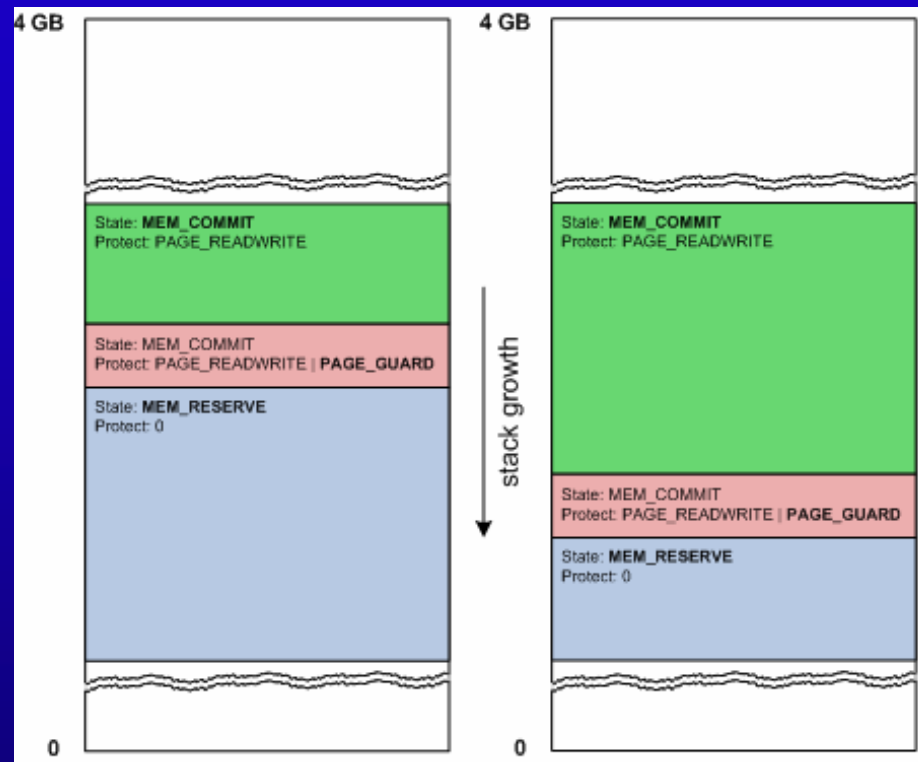 4 GB
State: MEM_COMMIT
Protect: PAGE_READWRITE
State: MEM_COMMIT
Protect: PAGE_READWRITE | PAGE_GUARD
State: MEM_RESERVE
Protect: 0
0
stack growth
4 GB
State: MEM_COMMIT
Protect: PAGE_READWRITE
State: MEM_COMMIT
Protect: PAGE_READWRITE | PAGE_GUARD
State: MEM_RESERVE
Protect: 0
0